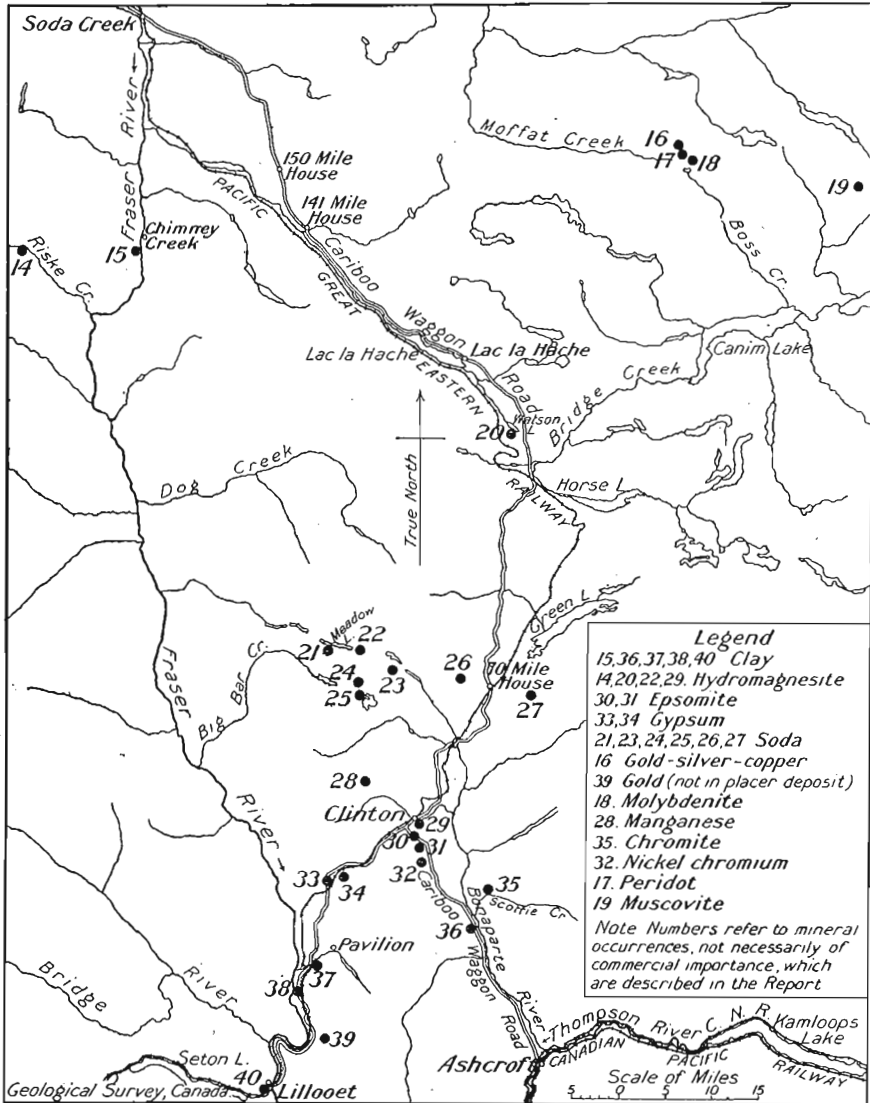 Soda Creek
Fraser River
Moffat Creek
16
17
18
19
150 Mile
House
141 Mile
House
PACIFIC GREAT EASTERN RAILWAY
Cariboo Waggon Road
Chimney
Creek
15
14
Riske Cr.
Boss Cr.
Lac la Hache
Lac la Hache
Canim Lake
Bridge Creek
Watson
L.
20
Dog Creek
True North
Horse L.
Green L.
Meadow
L.
21
22
23
24
25
26
27
70 Mile
House
Big Bar Cr.
Fraser River
28
Clinton
29
30
31
32
33
34
35
Scottie Cr.
36
Cariboo Waggon Road
Bonaparte River
Pavilion
37
38
39
Bridge River
Seton L.
40
Lillooet
Ashcroft
Thompson River
C. N. R.
Kamloops
Lake
CANADIAN PACIFIC RAILWAY
Legend
15,36,37,38,40 Clay
14,20,22,29. Hydromagnesite
30,31 Epsomite
33,34 Gypsum
21,23,24,25,26,27 Soda
16 Gold-silver-copper
39 Gold (not in placer deposit)
18. Molybdenite
28. Manganese
35. Chromite
32. Nickel chromium
17. Peridot
19 Muscovite
Note Numbers refer to mineral
occurrences, not necessarily of
commercial importance, which
are described in the Report
Scale of Miles
5 0 5 10 15
Geological Survey, Canada.